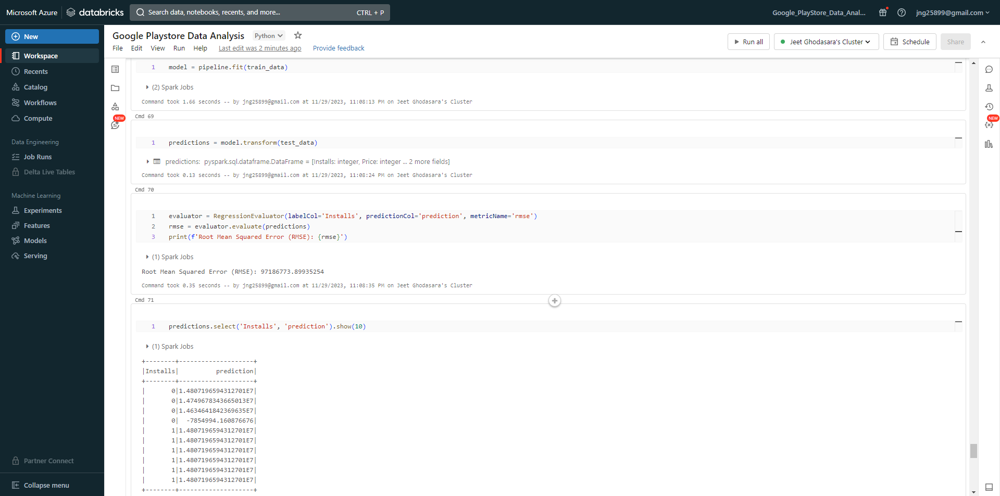 Microsoft Azure databricks Search data, notebooks, recents, and more... CTRL + P Google_PlayStore_Data_Anal... jng25899@gmail.com
New
Workspace
Recents
Catalog
Workflows
Compute
Data Engineering
Job Runs
Delta Live Tables
Machine Learning
Experiments
Features
Models
Serving
Partner Connect
Collapse menu
Google Playstore Data Analysis Python
File Edit View Run Help Last edit was 2 minutes ago Provide feedback
Run all Jeet Ghodasara's Cluster Schedule Share
NEW
NEW
1 model = pipeline.fit(train_data)
(2) Spark Jobs
Command took 1.66 seconds -- by jng25899@gmail.com at 11/29/2023, 11:08:13 PM on Jeet Ghodasara's Cluster
Cmd 69
1 predictions = model.transform(test_data)
predictions: pyspark.sql.dataframe.DataFrame = [Installs: integer, Price: integer ... 2 more fields]
Command took 0.13 seconds -- by jng25899@gmail.com at 11/29/2023, 11:08:24 PM on Jeet Ghodasara's Cluster
Cmd 70
1 evaluator = RegressionEvaluator(labelCol='Installs', predictionCol='prediction', metricName='rmse')
2 rmse = evaluator.evaluate(predictions)
3 print(f'Root Mean Squared Error (RMSE): {rmse}')
(1) Spark Jobs
Root Mean Squared Error (RMSE): 97186773.89935254
Command took 0.35 seconds -- by jng25899@gmail.com at 11/29/2023, 11:08:35 PM on Jeet Ghodasara's Cluster
Cmd 71
1 predictions.select('Installs', 'prediction').show(10)
(1) Spark Jobs
+--------+--------------------+
|Installs|          prediction|
+--------+--------------------+
|       0|1.4807196594312701E7|
|       0|1.4749678343665013E7|
|       0|1.4634641842369635E7|
|       0|  -7854994.160876676|
|       1|1.4807196594312701E7|
|       1|1.4807196594312701E7|
|       1|1.4807196594312701E7|
|       1|1.4807196594312701E7|
|       1|1.4807196594312701E7|
|       1|1.4807196594312701E7|
+--------+--------------------+